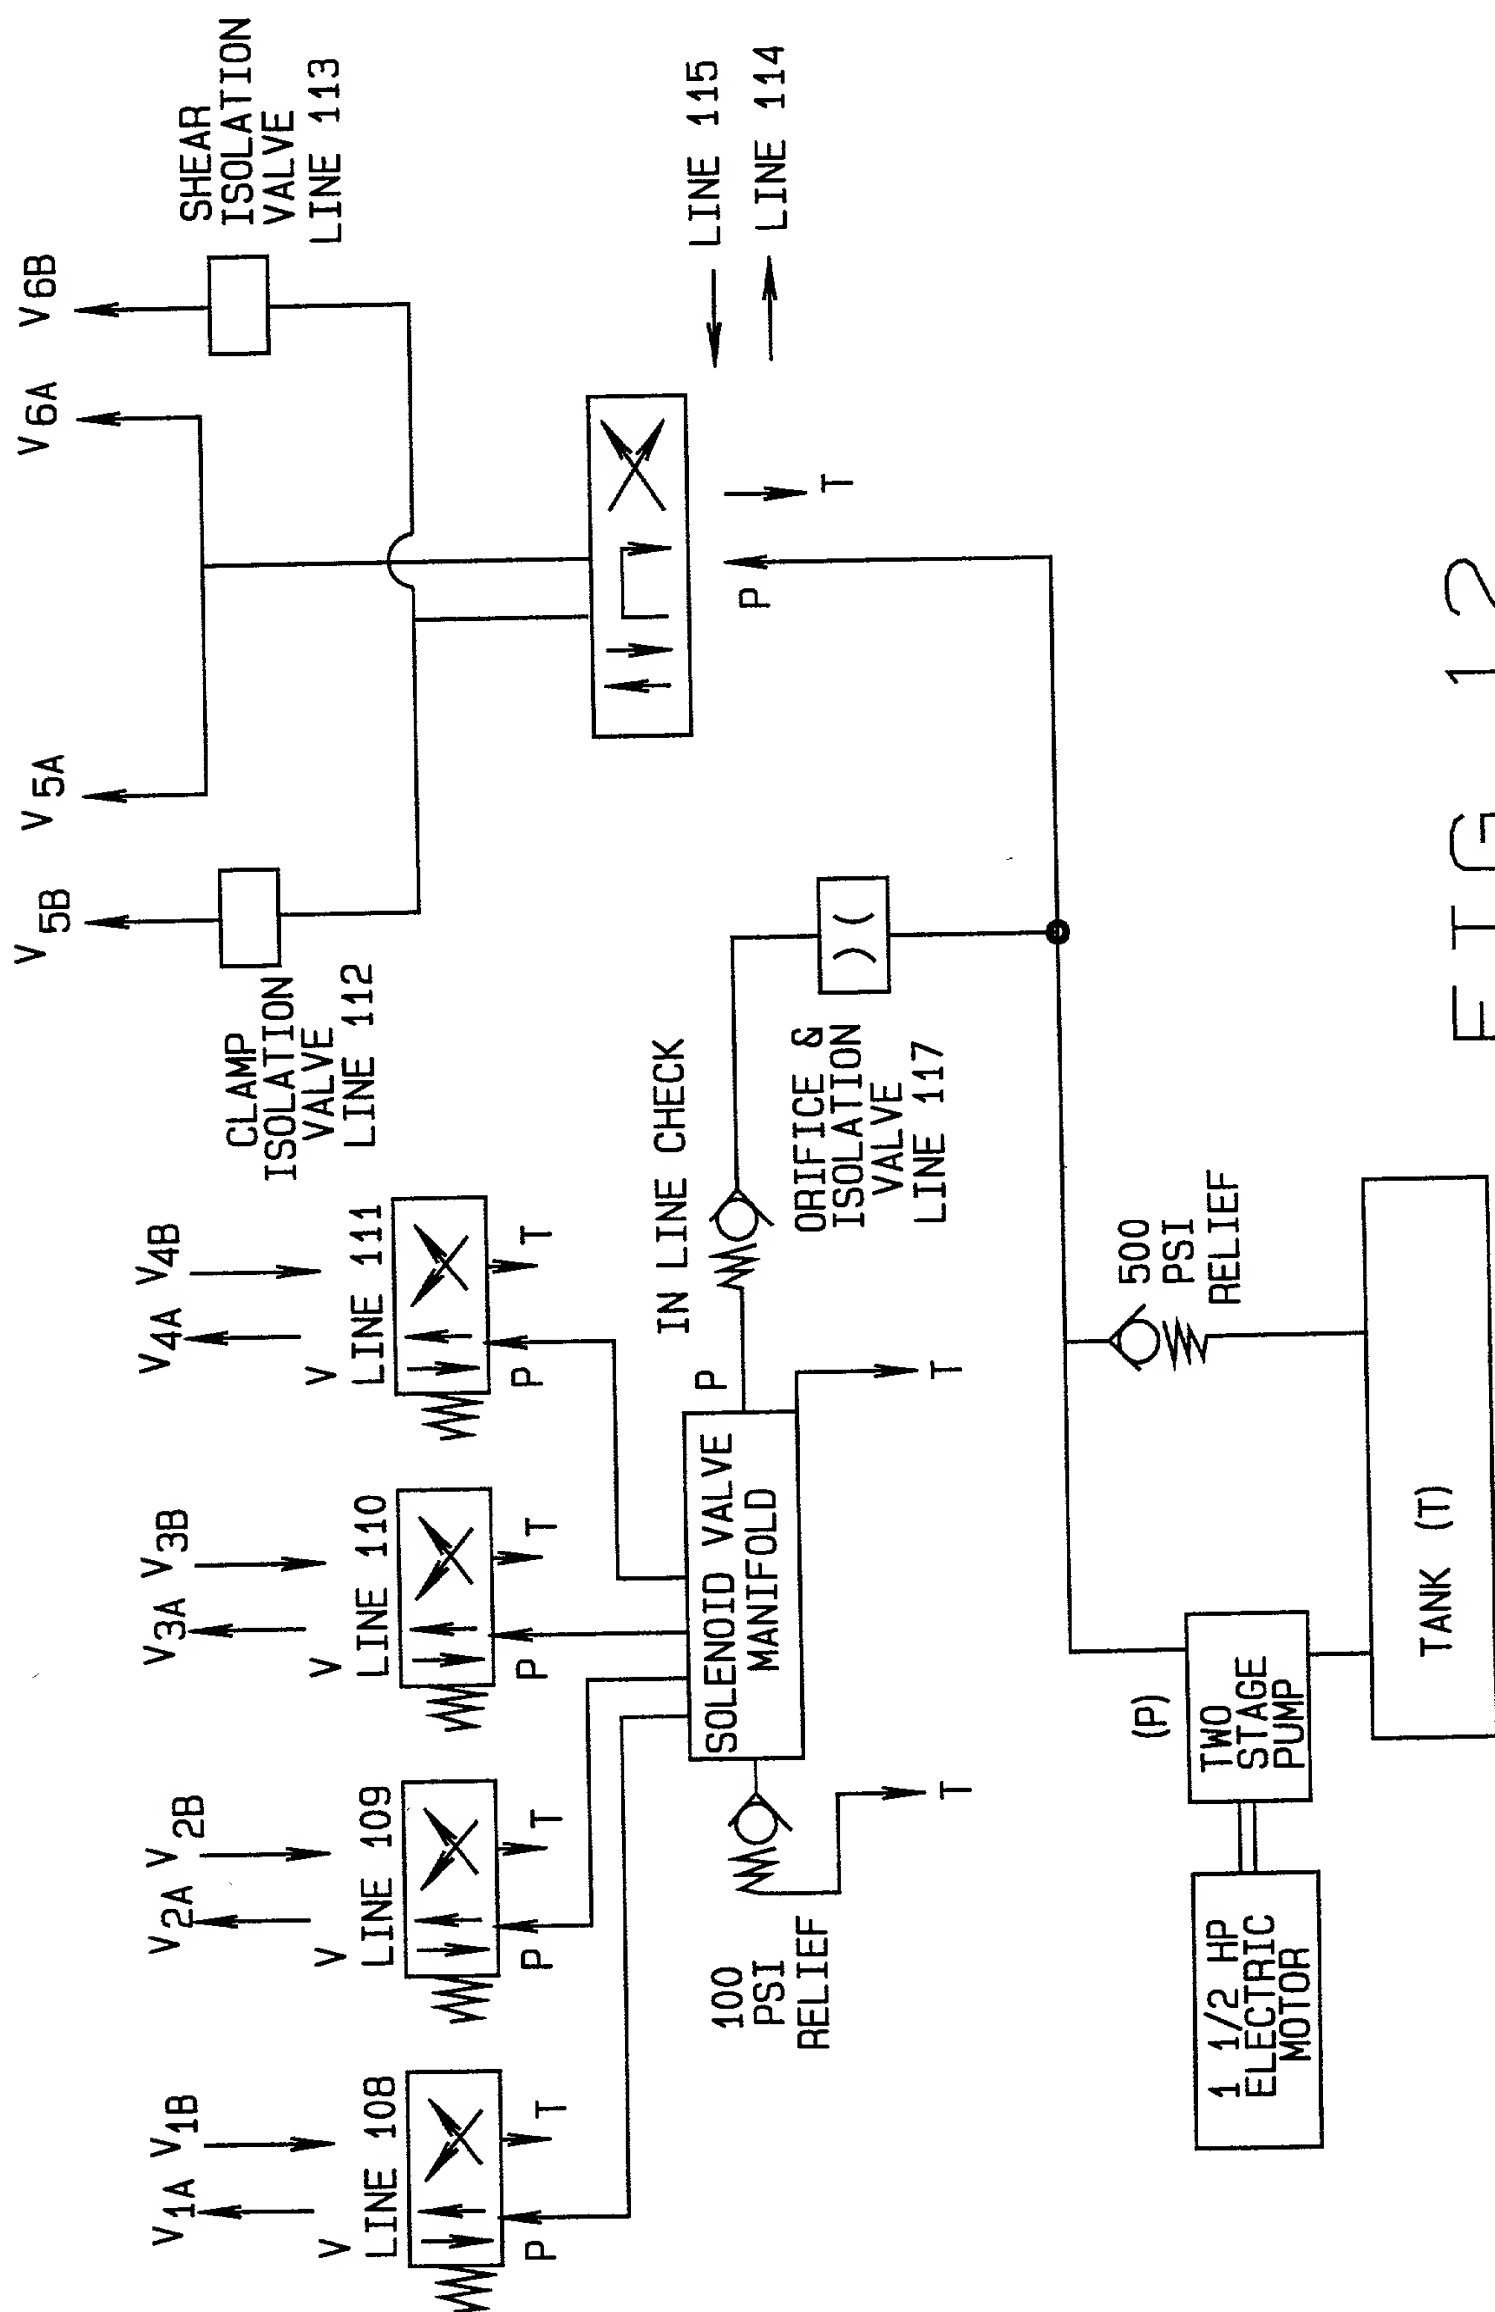 V1A
V1B
V2A
V2B
V3A
V3B
V4A
V4B
V5B
V5A
V6A
V6B
V
LINE 108
V
LINE 109
V
LINE 110
V
LINE 111
CLAMP
ISOLATION
VALVE
LINE 112
SHEAR
ISOLATION
VALVE
LINE 113
P
T
P
T
P
T
P
T
LINE 115
LINE 114
P
T
100
PSI
RELIEF
T
SOLENOID VALVE
MANIFOLD
P
IN LINE CHECK
T
ORIFICE &
ISOLATION
VALVE
LINE 117
(P)
1 1/2 HP
ELECTRIC
MOTOR
TWO
STAGE
PUMP
500
PSI
RELIEF
TANK (T)
FIG 12